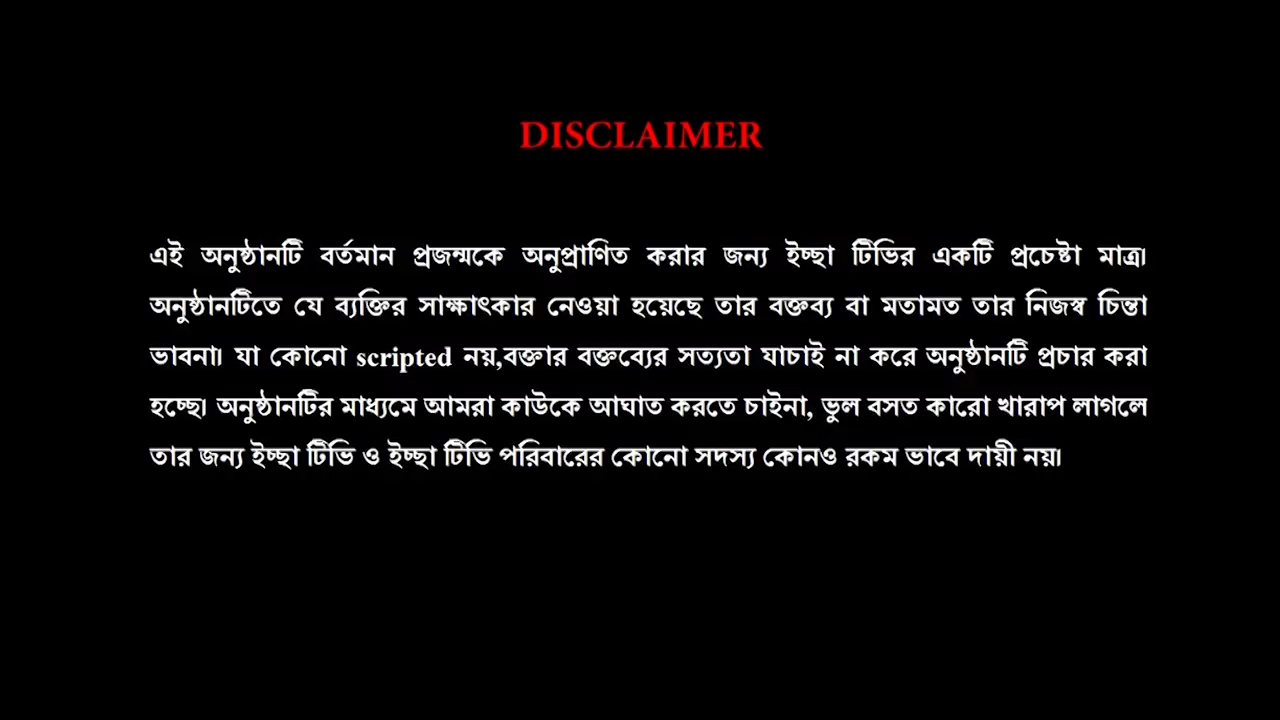 DISCLAIMER
এই অনুষ্ঠানটি বর্তমান প্রজন্মকে অনুপ্রাণিত করার জন্য ইচ্ছা টিভির একটি প্রচেষ্টা মাত্র।
অনুষ্ঠানটিতে যে ব্যক্তির সাক্ষাৎকার নেওয়া হয়েছে তার বক্তব্য বা মতামত তার নিজস্ব চিন্তা
ভাবনা। যা কোনো scripted নয়,বক্তার বক্তব্যের সত্যতা যাচাই না করে অনুষ্ঠানটি প্রচার করা
হচ্ছে। অনুষ্ঠানটির মাধ্যমে আমরা কাউকে আঘাত করতে চাইনা, ভুল বসত কারো খারাপ লাগলে
তার জন্য ইচ্ছা টিভি ও ইচ্ছা টিভি পরিবারের কোনো সদস্য কোনও রকম ভাবে দায়ী নয়।